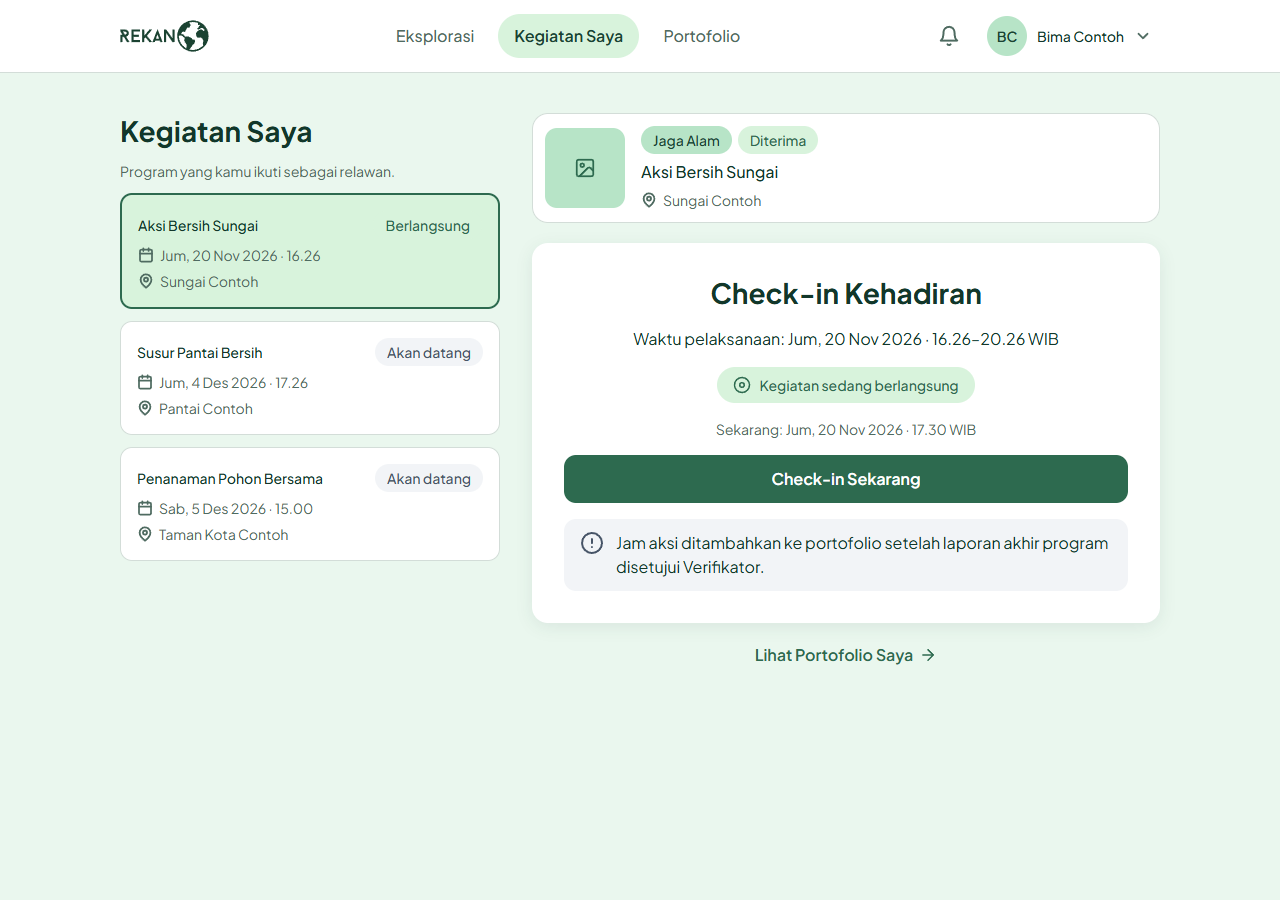 REKAN
Eksplorasi
Kegiatan Saya
Portofolio
BC
Bima Contoh
Kegiatan Saya
Program yang kamu ikuti sebagai relawan.
Aksi Bersih Sungai
Berlangsung
Jum, 20 Nov 2026 · 16.26
Sungai Contoh
Susur Pantai Bersih
Akan datang
Jum, 4 Des 2026 · 17.26
Pantai Contoh
Penanaman Pohon Bersama
Akan datang
Sab, 5 Des 2026 · 15.00
Taman Kota Contoh
Jaga Alam
Diterima
Aksi Bersih Sungai
Sungai Contoh
Check-in Kehadiran
Waktu pelaksanaan: Jum, 20 Nov 2026 · 16.26–20.26 WIB
Kegiatan sedang berlangsung
Sekarang: Jum, 20 Nov 2026 · 17.30 WIB
Check-in Sekarang
Jam aksi ditambahkan ke portofolio setelah laporan akhir program
disetujui Verifikator.
Lihat Portofolio Saya